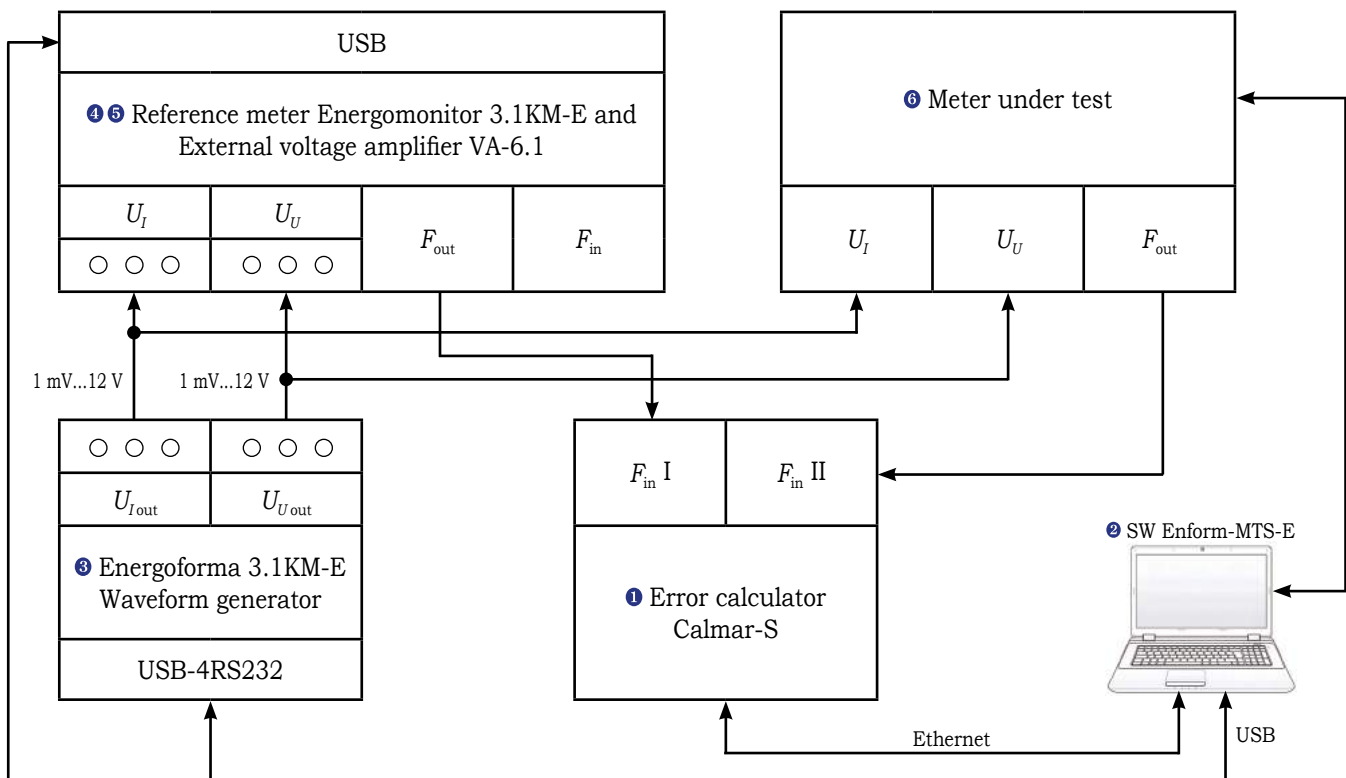 USB
❹❺ Reference meter Energomonitor 3.1KM-E and
External voltage amplifier VA-6.1
U_I
U_U
F_out
F_in
❻ Meter under test
U_I
U_U
F_out
1 mV...12 V
1 mV...12 V
U_I out
U_U out
❸ Energoforma 3.1KM-E
Waveform generator
USB-4RS232
F_in I
F_in II
❶ Error calculator
Calmar-S
❷ SW Enform-MTS-E
Ethernet
USB